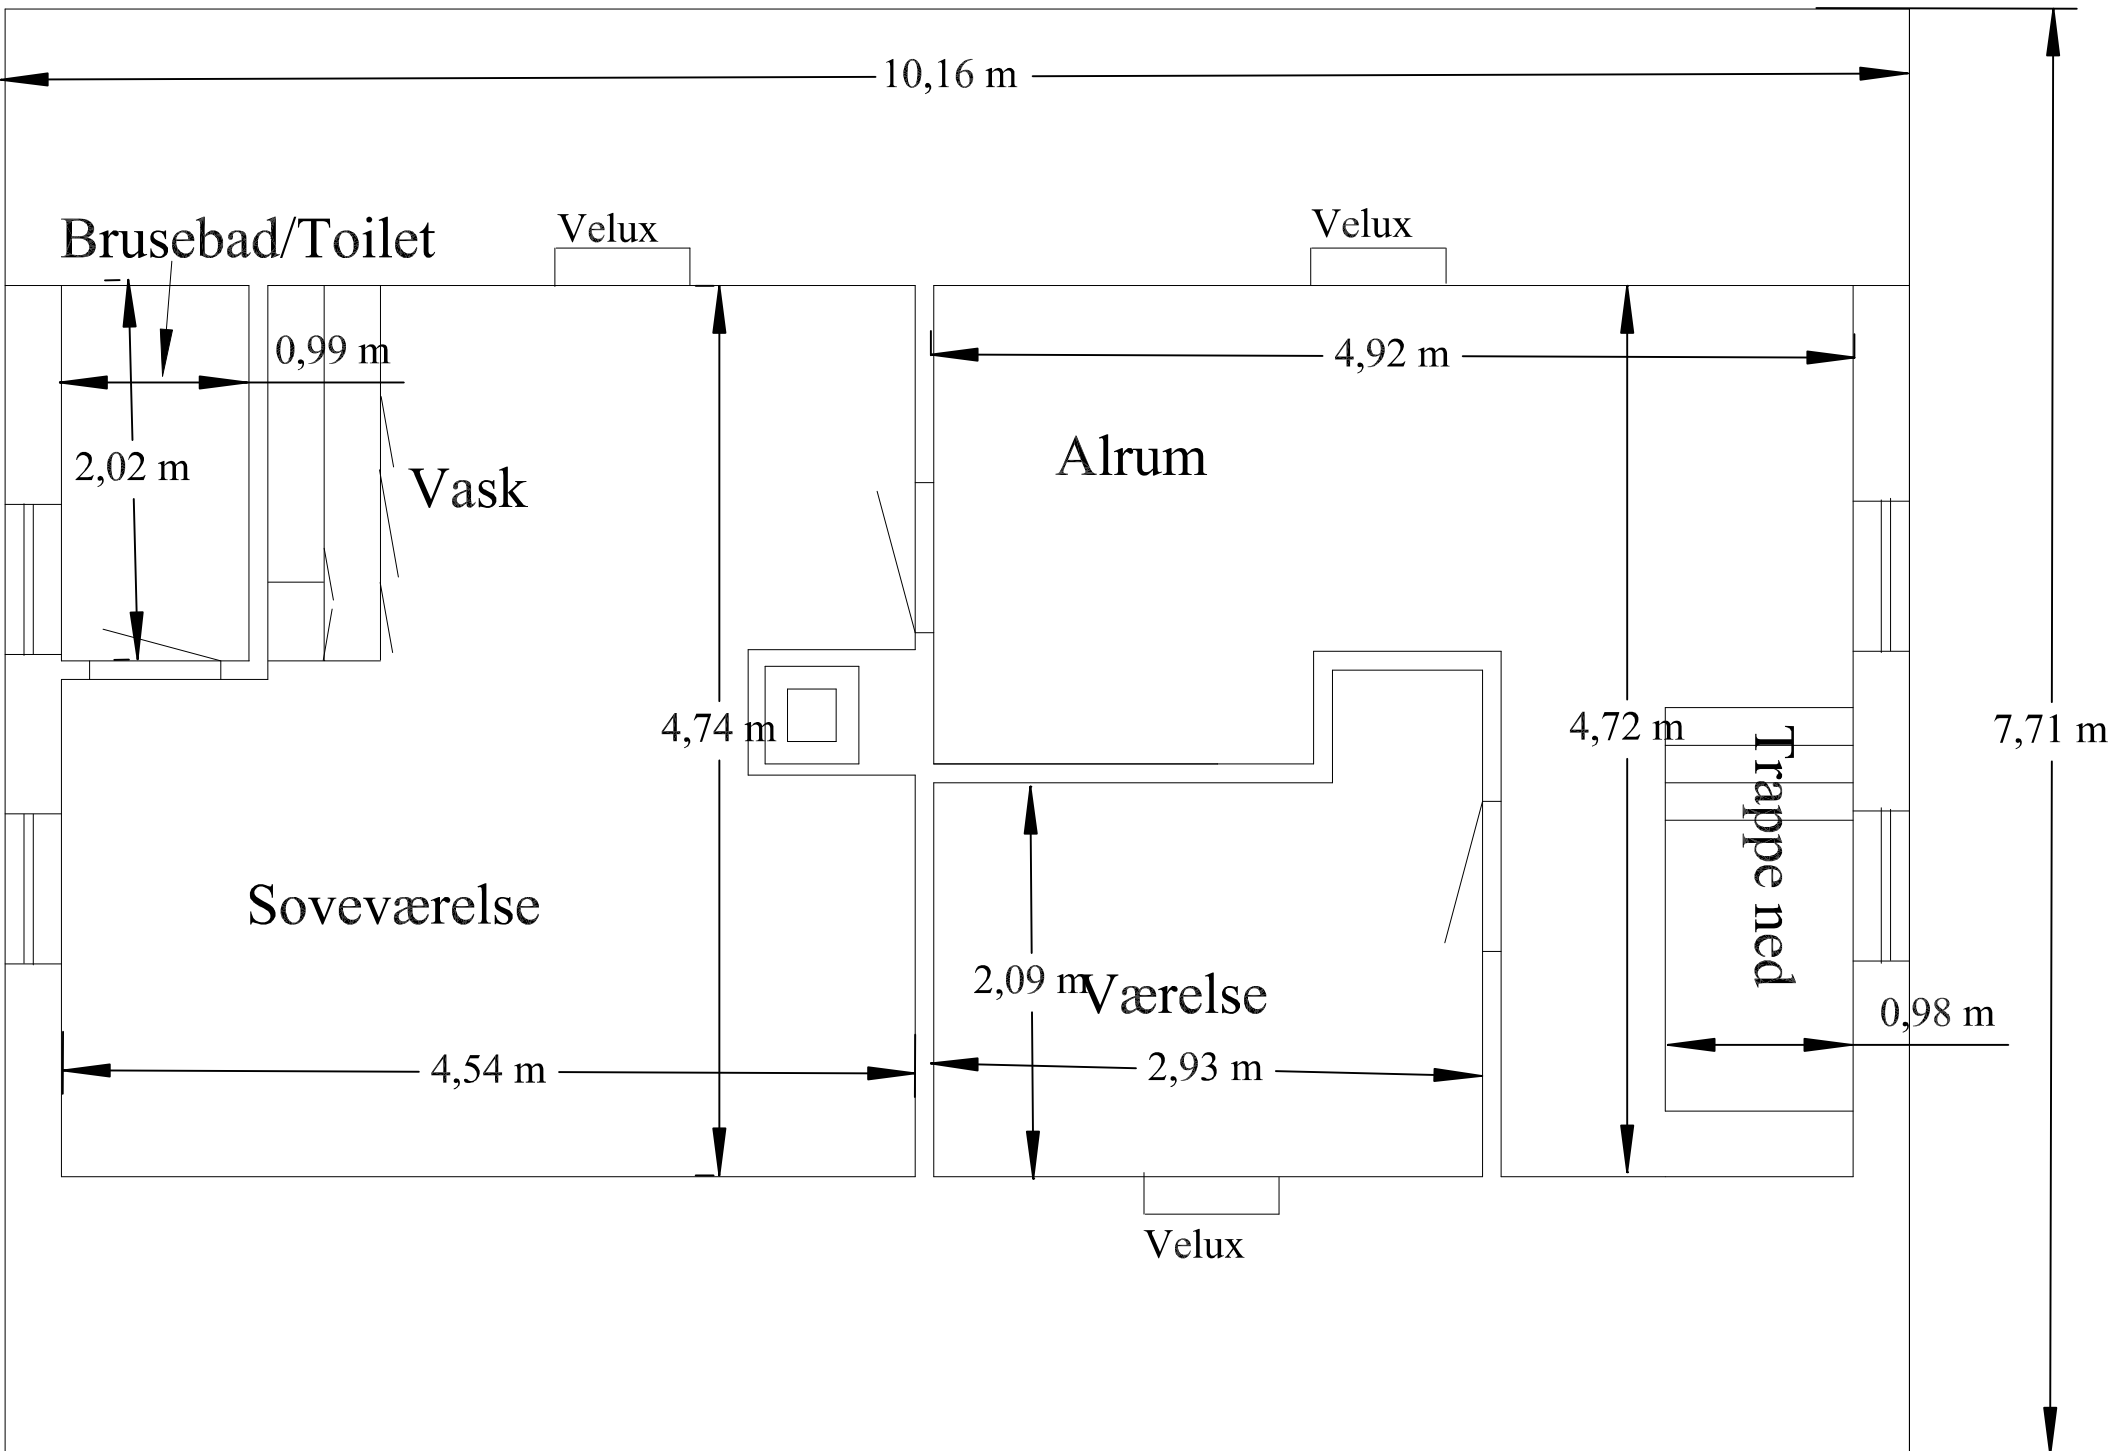 10,16 m
Brusebad/Toilet
Velux
Velux
0,99 m
4,92 m
2,02 m
Vask
Alrum
4,74 m
4,72 m
7,71 m
Trappe ned
Soveværelse
2,09 m
Værelse
0,98 m
4,54 m
2,93 m
Velux